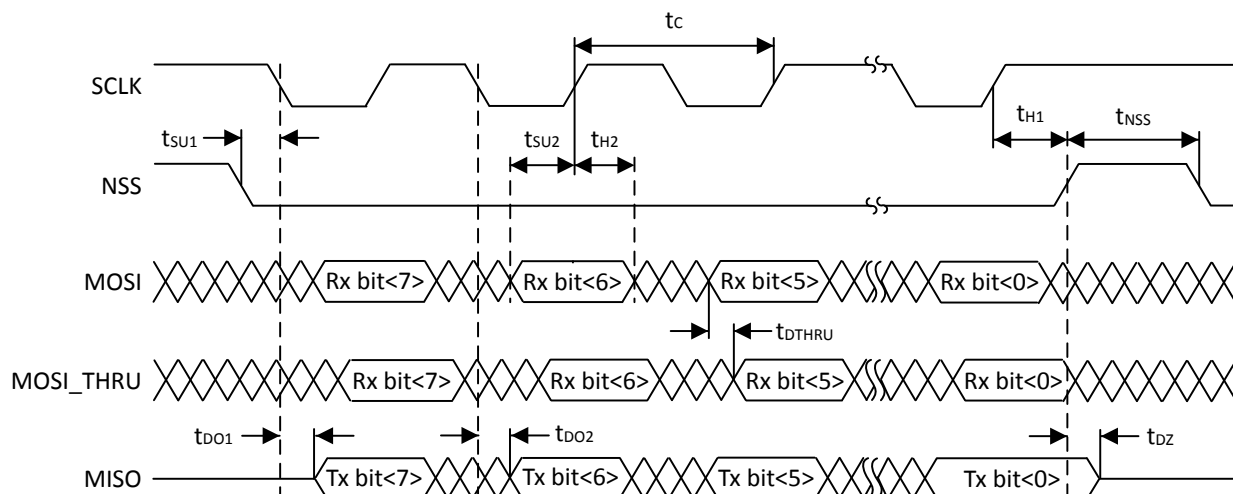 tC
SCLK
tSU1
tSU2
tH2
tH1
tNSS
NSS
MOSI
Rx bit<7>
Rx bit<6>
Rx bit<5>
Rx bit<0>
tDTHRU
MOSI_THRU
Rx bit<7>
Rx bit<6>
Rx bit<5>
Rx bit<0>
tDO1
tDO2
tDZ
MISO
Tx bit<7>
Tx bit<6>
Tx bit<5>
Tx bit<0>